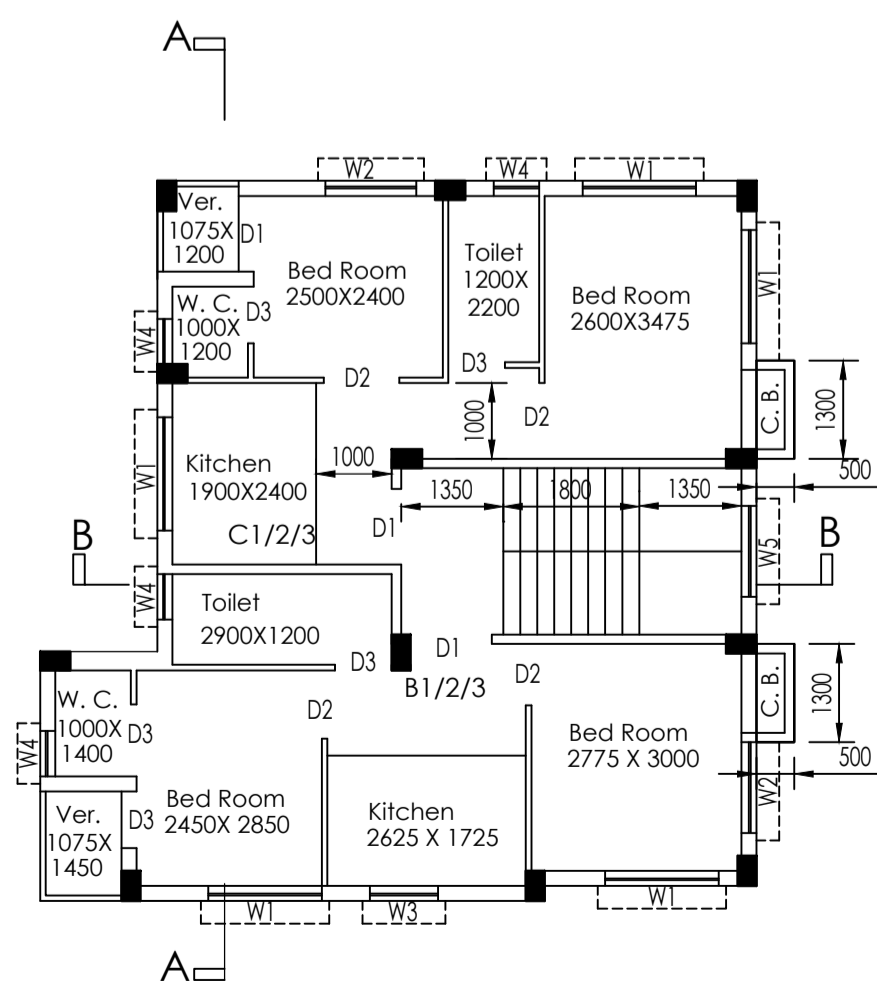 A
W2
W4
W1
Ver.
1075X
1200
D1
Bed Room
2500X2400
Toilet
1200X
2200
Bed Room
2600X3475
W1
W. C.
1000X
1200
D3
W4
D2
D3
D2
1000
C. B.
1300
Kitchen
1900X2400
1000
W1
C1/2/3
D1
1350
1800
1350
500
B
B
W5
W4
Toilet
2900X1200
D3
D1
B1/2/3
D2
W. C.
1000X
1400
D3
D2
W4
Bed Room
2775 X 3000
C. B.
1300
500
W2
Ver.
1075X
1450
D3
Bed Room
2450X 2850
Kitchen
2625 X 1725
W1
W3
W1
A